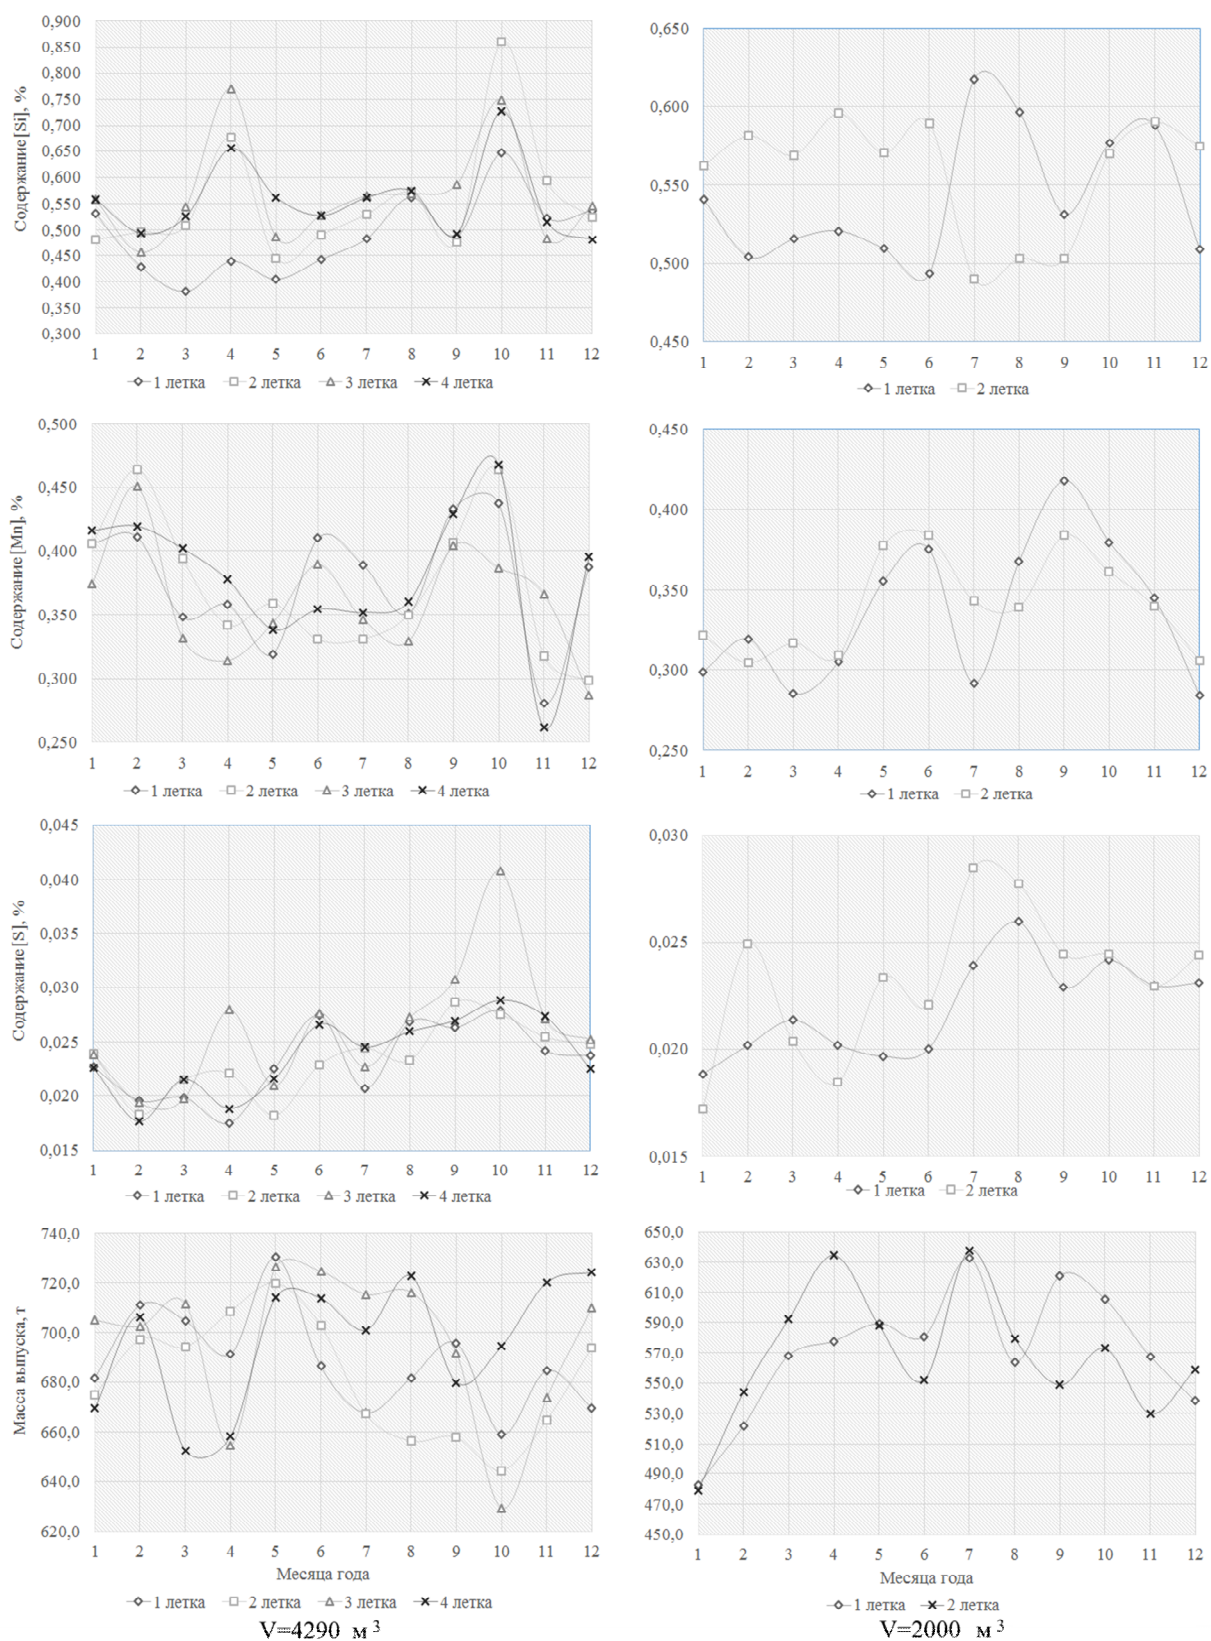 Содержание[Si], %
0,900
0,850
0,800
0,750
0,700
0,650
0,600
0,550
0,500
0,450
0,400
0,350
0,300
1 2 3 4 5 6 7 8 9 10 11 12
1 летка 2 летка 3 летка 4 летка
0,650
0,600
0,550
0,500
0,450
1 2 3 4 5 6 7 8 9 10 11 12
1 летка 2 летка
Содержание[Mn], %
0,500
0,450
0,400
0,350
0,300
0,250
1 2 3 4 5 6 7 8 9 10 11 12
1 летка 2 летка 3 летка 4 летка
0,450
0,400
0,350
0,300
0,250
1 2 3 4 5 6 7 8 9 10 11 12
1 летка 2 летка
Содержание[S], %
0,045
0,040
0,035
0,030
0,025
0,020
0,015
1 2 3 4 5 6 7 8 9 10 11 12
1 летка 2 летка 3 летка 4 летка
0,030
0,025
0,020
0,015
1 2 3 4 5 6 7 8 9 10 11 12
1 летка 2 летка
Масса выпуска, т
740,0
720,0
700,0
680,0
660,0
640,0
620,0
1 2 3 4 5 6 7 8 9 10 11 12
Месяца года
1 летка 2 летка 3 летка 4 летка
V=4290 м³
650,0
630,0
610,0
590,0
570,0
550,0
530,0
510,0
490,0
470,0
450,0
1 2 3 4 5 6 7 8 9 10 11 12
Месяца года
1 летка 2 летка
V=2000 м³